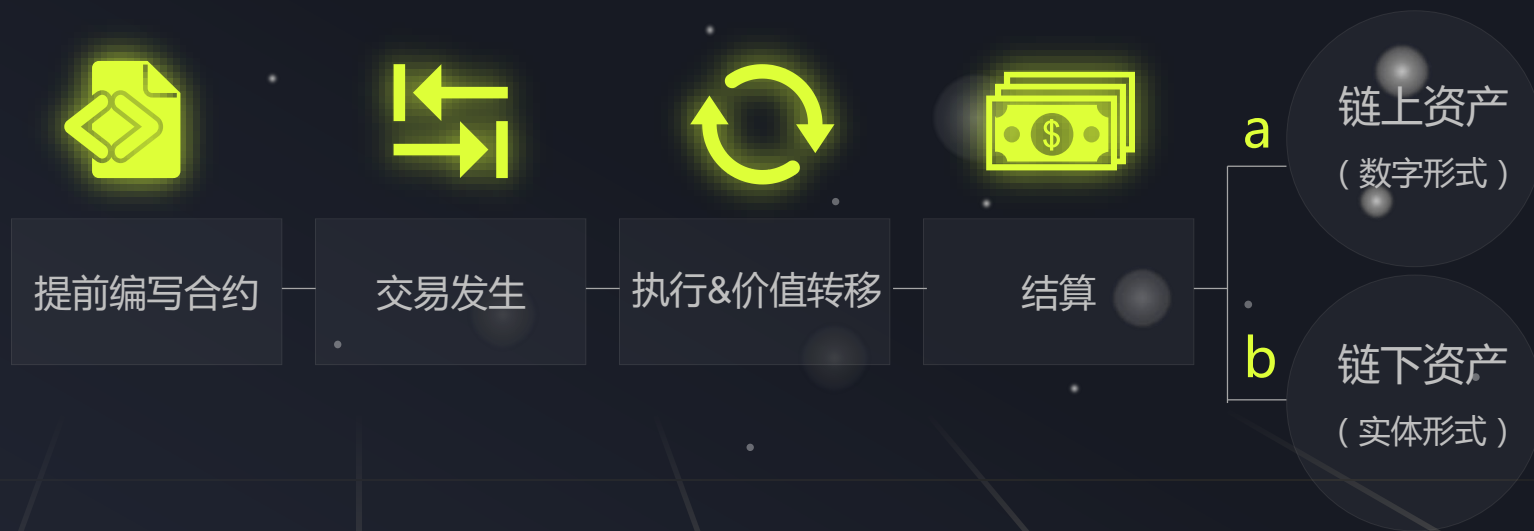 提前编写合约
交易发生
执行&价值转移
结算
a
链上资产
(数字形式)
b
链下资产
(实体形式)